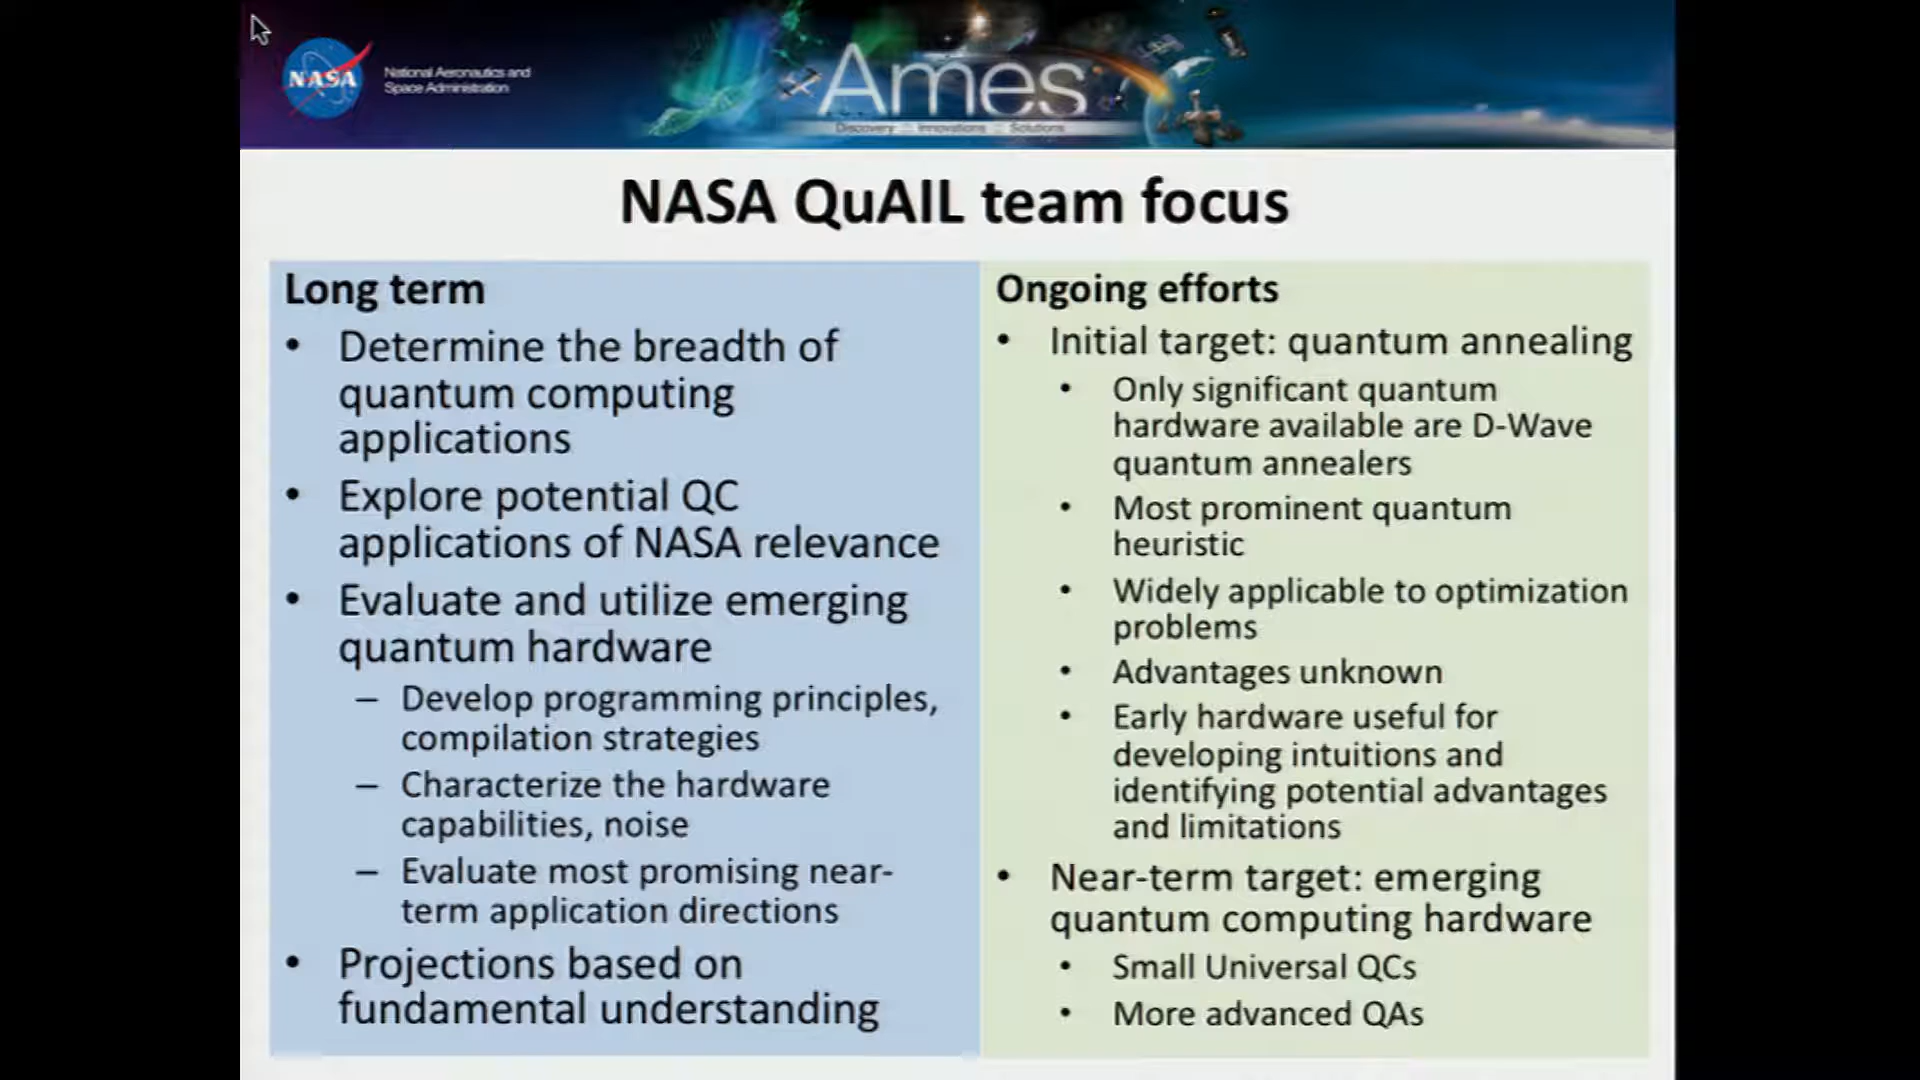 NASA
National Aeronautics and
Space Administration
Ames
Discovery Innovations Solutions
NASA QuAIL team focus
Long term
• Determine the breadth of
quantum computing
applications
• Explore potential QC
applications of NASA relevance
• Evaluate and utilize emerging
quantum hardware
– Develop programming principles,
compilation strategies
– Characterize the hardware
capabilities, noise
– Evaluate most promising near-
term application directions
• Projections based on
fundamental understanding
Ongoing efforts
• Initial target: quantum annealing
• Only significant quantum
hardware available are D-Wave
quantum annealers
• Most prominent quantum
heuristic
• Widely applicable to optimization
problems
• Advantages unknown
• Early hardware useful for
developing intuitions and
identifying potential advantages
and limitations
• Near-term target: emerging
quantum computing hardware
• Small Universal QCs
• More advanced QAs